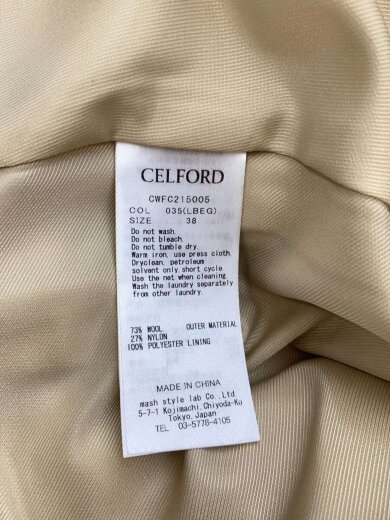 CELFORD
CWFC215005
COL 035(LBEG)
SIZE 38
Do not wash.
Do not bleach.
Do not tumble dry.
Warm iron, use press cloth.
Dryclean, petroleum
solvent only, short cycle
Use the net when cleaning.
Wash the laundry separately
from other laundry.
73% WOOL OUTER MATERIAL
27% NYLON
100% POLYESTER LINING
MADE IN CHINA
mash style lab Co.,Ltd.
5-7-1 Kojimachi,Chiyoda-Ku
Tokyo,Japan
TEL 03-5778-4105